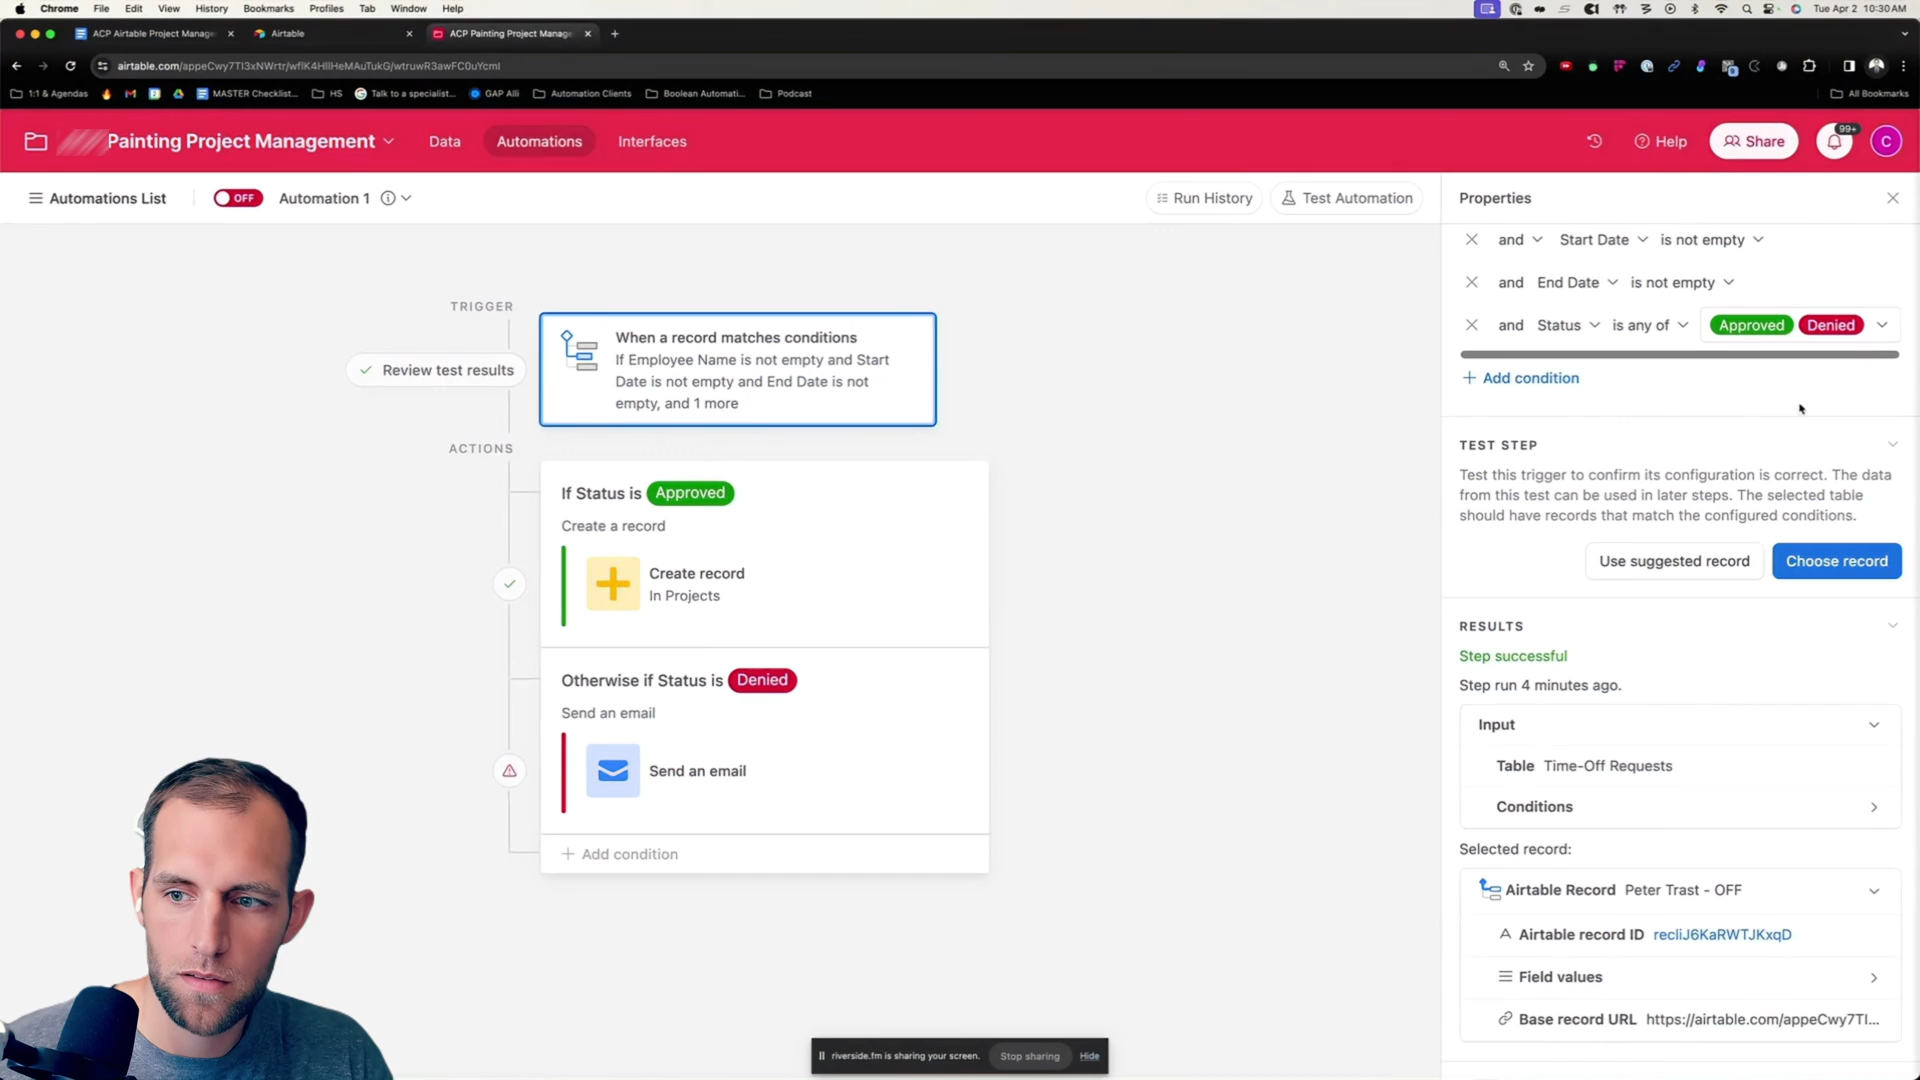 Chrome File Edit View History Bookmarks Profiles Tab Window Help
Tue Apr 2 10:30 AM
ACP Airtable Project Manage
Airtable
ACP Painting Project Manag
airtable.com/appeCwy7TI3xNWrtr/wflK4HlIHeMAuTukG/wtruwR3awFC0uYcmI
1:1 & Agendas
MASTER Checklist...
HS
Talk to a specialist...
GAP Alli
Automation Clients
Boolean Automati...
Podcast
All Bookmarks
Painting Project Management
Data
Automations
Interfaces
Help
Share
99+
C
Automations List
OFF
Automation 1
Run History
Test Automation
Properties
and Start Date is not empty
and End Date is not empty
and Status is any of Approved Denied
+ Add condition
TRIGGER
Review test results
When a record matches conditions
If Employee Name is not empty and Start
Date is not empty and End Date is not
empty, and 1 more
ACTIONS
If Status is Approved
Create a record
Create record
In Projects
Otherwise if Status is Denied
Send an email
Send an email
+ Add condition
TEST STEP
Test this trigger to confirm its configuration is correct. The data
from this test can be used in later steps. The selected table
should have records that match the configured conditions.
Use suggested record
Choose record
RESULTS
Step successful
Step run 4 minutes ago.
Input
Table Time-Off Requests
Conditions
Selected record:
Airtable Record Peter Trast - OFF
Airtable record ID recliJ6KaRWTJKxqD
Field values
Base record URL https://airtable.com/appeCwy7TI...
riverside.fm is sharing your screen.
Stop sharing
Hide